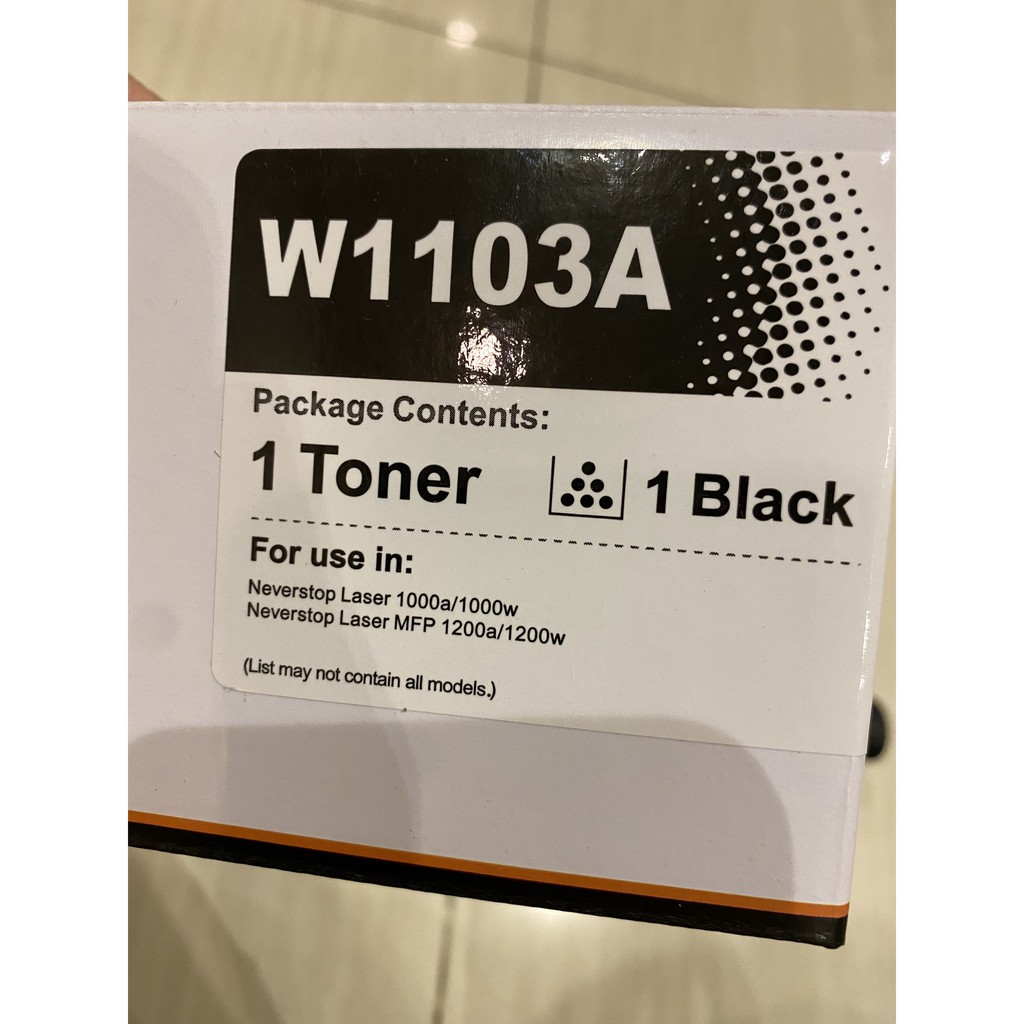 W1103A
Package Contents:
1 Toner 1 Black
For use in:
Neverstop Laser 1000a/1000w
Neverstop Laser MFP 1200a/1200w
(List may not contain all models.)